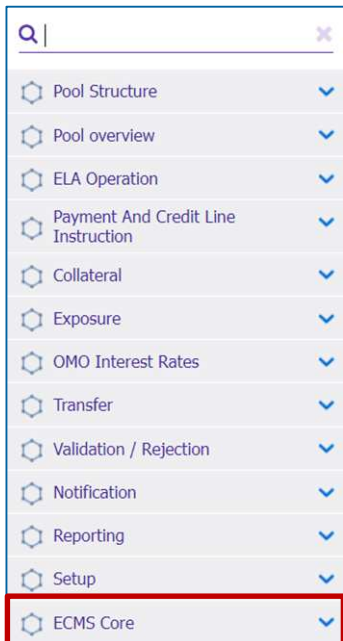 Pool Structure
Pool overview
ELA Operation
Payment And Credit Line
Instruction
Collateral
Exposure
OMO Interest Rates
Transfer
Validation / Rejection
Notification
Reporting
Setup
ECMS Core